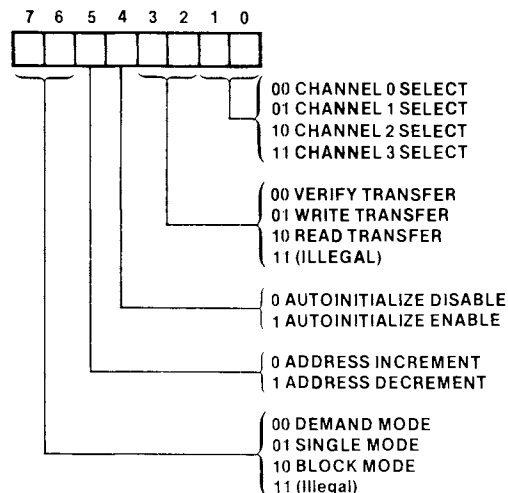 7 6 5 4 3 2 1 0
00 CHANNEL 0 SELECT
01 CHANNEL 1 SELECT
10 CHANNEL 2 SELECT
11 CHANNEL 3 SELECT
00 VERIFY TRANSFER
01 WRITE TRANSFER
10 READ TRANSFER
11 (ILLEGAL)
0 AUTOINITIALIZE DISABLE
1 AUTOINITIALIZE ENABLE
0 ADDRESS INCREMENT
1 ADDRESS DECREMENT
00 DEMAND MODE
01 SINGLE MODE
10 BLOCK MODE
11 (Illegal)